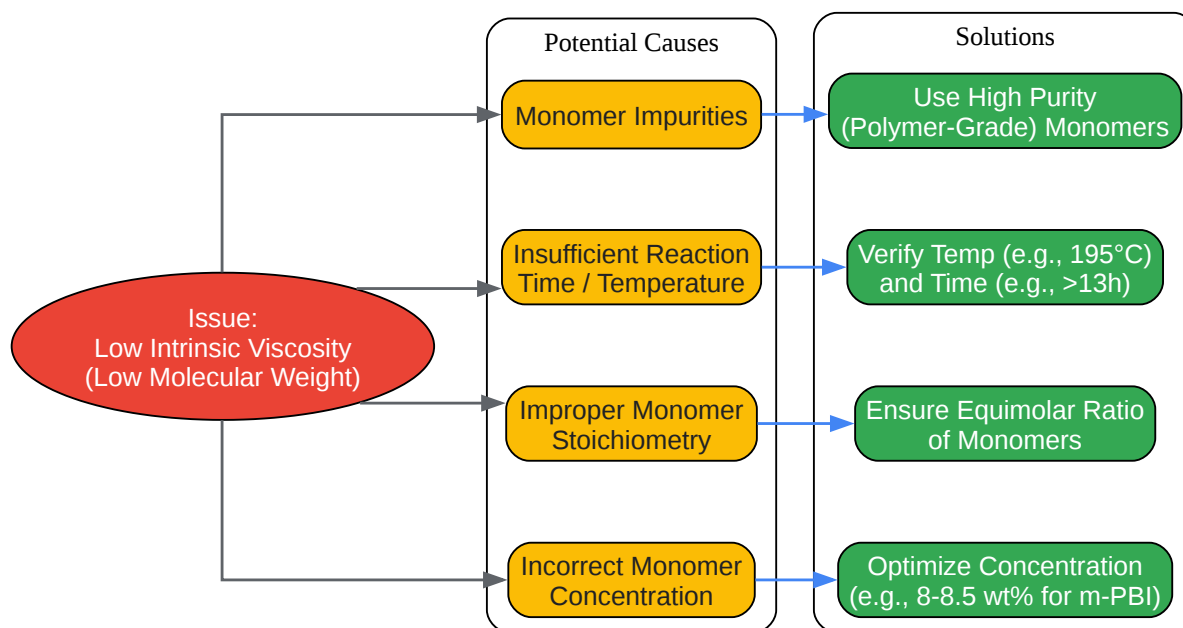 Potential Causes
Solutions
Monomer Impurities
Use High Purity
(Polymer-Grade) Monomers
Insufficient Reaction
Time / Temperature
Verify Temp (e.g., 195°C)
and Time (e.g., >13h)
Issue:
Low Intrinsic Viscosity
(Low Molecular Weight)
Improper Monomer
Stoichiometry
Ensure Equimolar Ratio
of Monomers
Incorrect Monomer
Concentration
Optimize Concentration
(e.g., 8-8.5 wt% for m-PBI)